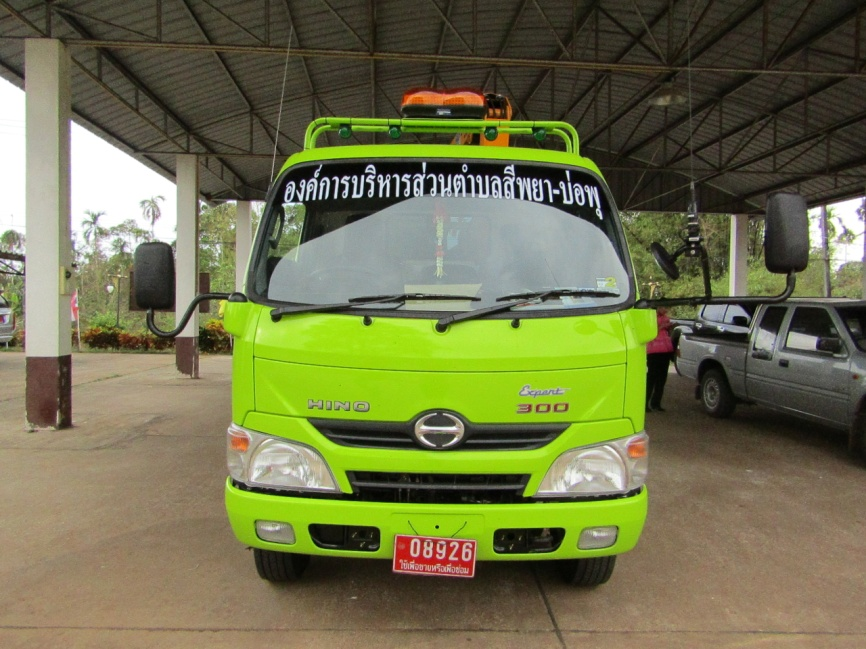 องค์การบริหารส่วนตำบลสีพยา-บ่อพุ
HINO
Expert
300
08926
ใช้เพื่อขายหรือเพื่อซ่อม